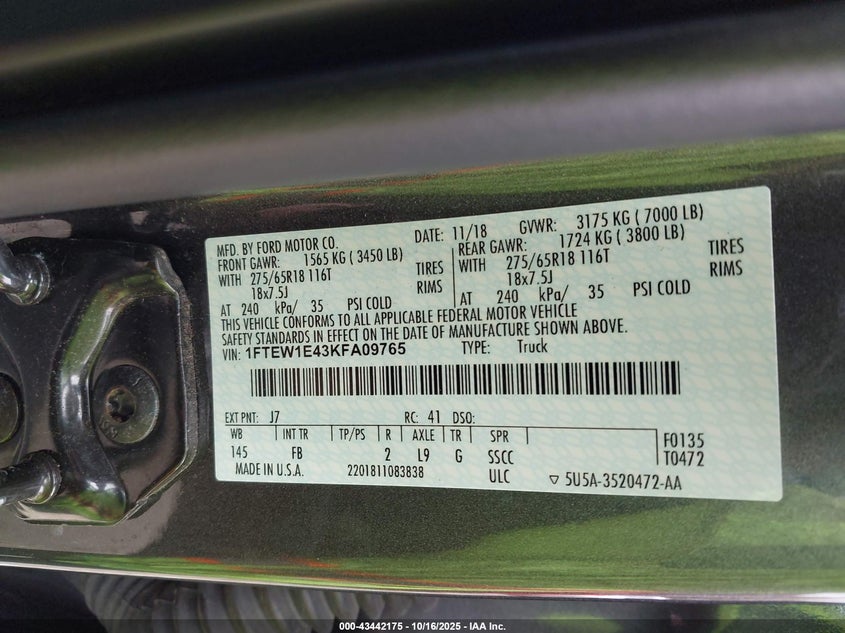 MFD. BY FORD MOTOR CO. DATE: 11/18 GVWR: 3175 KG ( 7000 LB)
FRONT GAWR: 1565 KG ( 3450 LB) REAR GAWR: 1724 KG ( 3800 LB)
WITH 275/65R18 116T TIRES WITH 275/65R18 116T TIRES
18x7.5J RIMS 18x7.5J RIMS
AT 240 kPa/ 35 PSI COLD AT 240 kPa/ 35 PSI COLD
THIS VEHICLE CONFORMS TO ALL APPLICABLE FEDERAL MOTOR VEHICLE
SAFETY STANDARDS IN EFFECT ON THE DATE OF MANUFACTURE SHOWN ABOVE.
VIN: 1FTEW1E43KFA09765 TYPE: Truck
EXT PNT: J7 RC: 41 DSO:
WB INT TR TP/PS R AXLE TR SPR F0135
145 FB 2 L9 G SSCC T0472
MADE IN U.S.A. 2201811083838 ULC ▽ 5U5A-3520472-AA
000-43442175 - 10/16/2025 - IAA Inc.